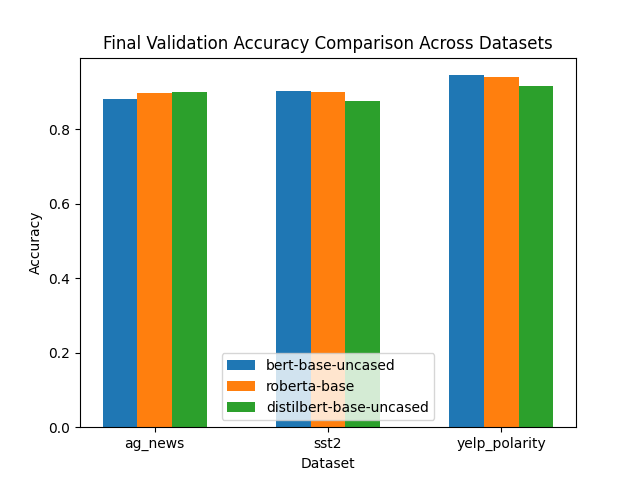 Final Validation Accuracy Comparison Across Datasets
Accuracy
0.8
0.6
0.4
0.2
0.0
bert-base-uncased
roberta-base
distilbert-base-uncased
ag_news
sst2
yelp_polarity
Dataset